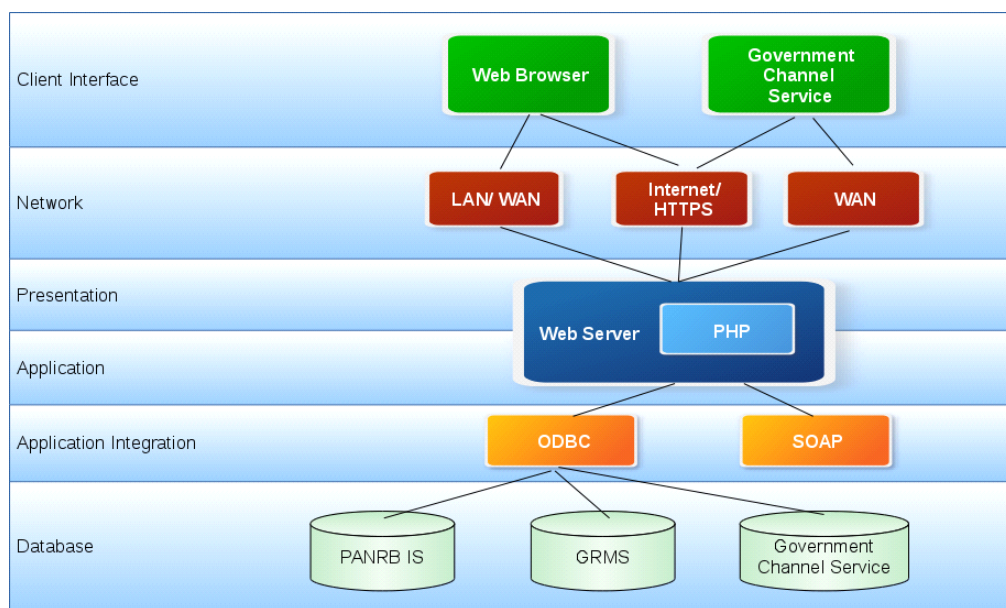 Client Interface
Web Browser
Government
Channel
Service
Network
LAN/ WAN
Internet/
HTTPS
WAN
Presentation
Web Server
PHP
Application
Application Integration
ODBC
SOAP
Database
PANRB IS
GRMS
Government
Channel Service